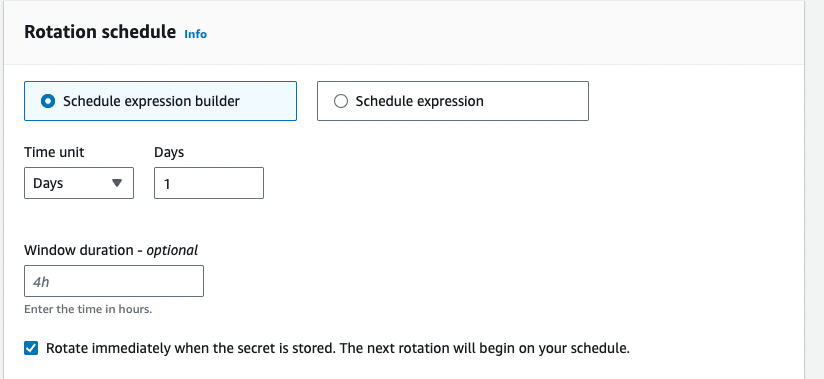 Rotation schedule Info
Schedule expression builder
Schedule expression
Time unit
Days
Days
1
Window duration - optional
4h
Enter the time in hours.
Rotate immediately when the secret is stored. The next rotation will begin on your schedule.